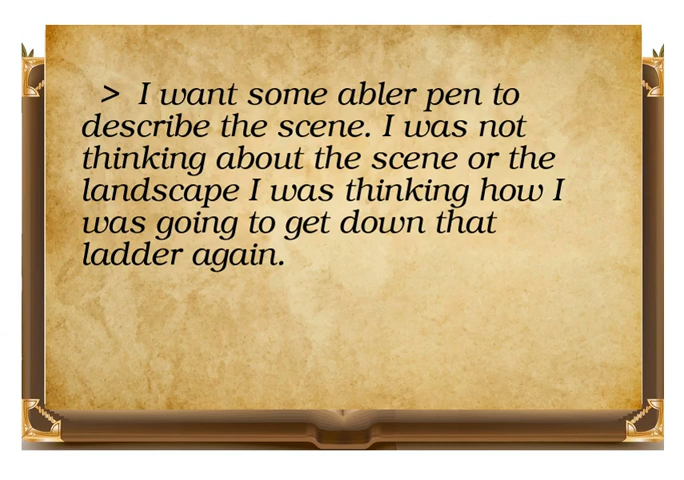 > I want some abler pen to
describe the scene. I was not
thinking about the scene or the
landscape I was thinking how I
was going to get down that
ladder again.